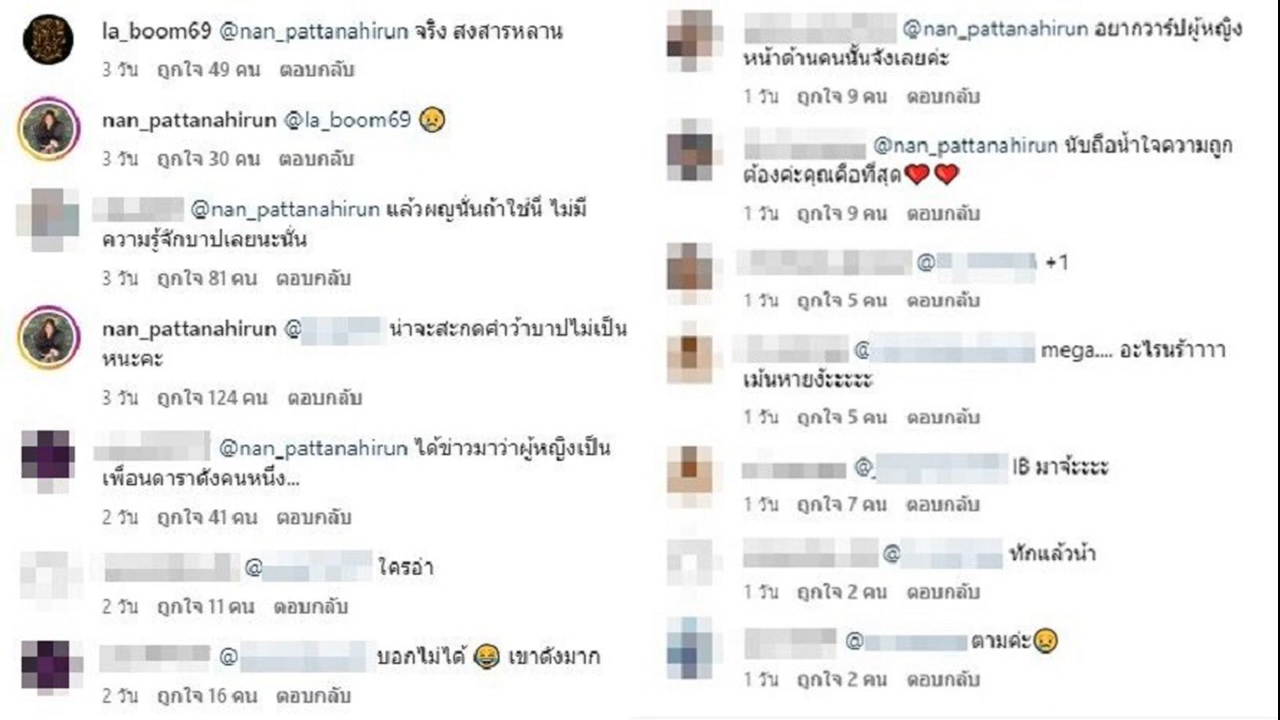 la_boom69 @nan_pattanahirun จริง สงสารหลาน
3 วัน ถูกใจ 49 คน ตอบกลับ
nan_pattanahirun @la_boom69 😢
3 วัน ถูกใจ 30 คน ตอบกลับ
@nan_pattanahirun แล้วผญนั่นถ้าใช่นี่ ไม่มี
ความรู้จักบาปเลยนะนั่น
3 วัน ถูกใจ 81 คน ตอบกลับ
nan_pattanahirun @ น่าจะสะกดคำว่าบาปไม่เป็น
หนะคะ
3 วัน ถูกใจ 124 คน ตอบกลับ
@nan_pattanahirun ได้ข่าวมาว่าผู้หญิงเป็น
เพื่อนดาราดังคนหนึ่ง...
2 วัน ถูกใจ 41 คน ตอบกลับ
@ ใครอ่า
2 วัน ถูกใจ 11 คน ตอบกลับ
@ บอกไม่ได้ 😂 เขาดังมาก
2 วัน ถูกใจ 16 คน ตอบกลับ
@nan_pattanahirun อยากวาร์ปผู้หญิง
หน้าด้านคนนั้นจังเลยค่ะ
1 วัน ถูกใจ 9 คน ตอบกลับ
@nan_pattanahirun นับถือน้ำใจความถูก
ต้องค่ะคุณคือที่สุด❤️❤️
1 วัน ถูกใจ 9 คน ตอบกลับ
@ +1
1 วัน ถูกใจ 5 คน ตอบกลับ
@ mega.... อะไรนร้าาาา
เม้นหายงัะะะะะ
1 วัน ถูกใจ 5 คน ตอบกลับ
@ IB มาจ้ะะะะ
1 วัน ถูกใจ 7 คน ตอบกลับ
@ ทักแล้วน้า
1 วัน ถูกใจ 2 คน ตอบกลับ
@ ตามค่ะ😢
1 วัน ถูกใจ 2 คน ตอบกลับ